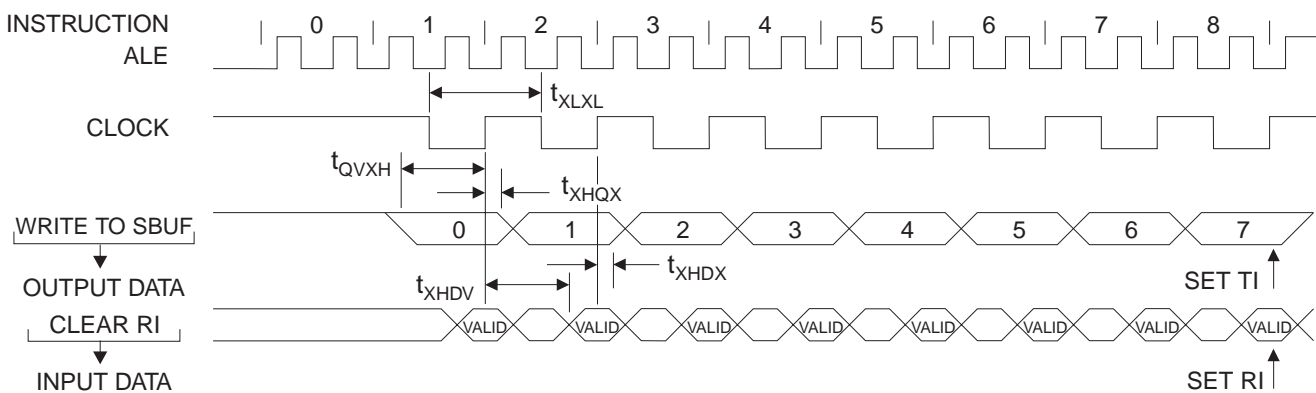 INSTRUCTION 0 1 2 3 4 5 6 7 8
ALE
tXLXL
CLOCK
tQVXH
tXHQX
WRITE TO SBUF 0 1 2 3 4 5 6 7
tXHDX
SET TI
OUTPUT DATA
tXHDV
CLEAR RI VALID VALID VALID VALID VALID VALID VALID VALID
INPUT DATA
SET RI